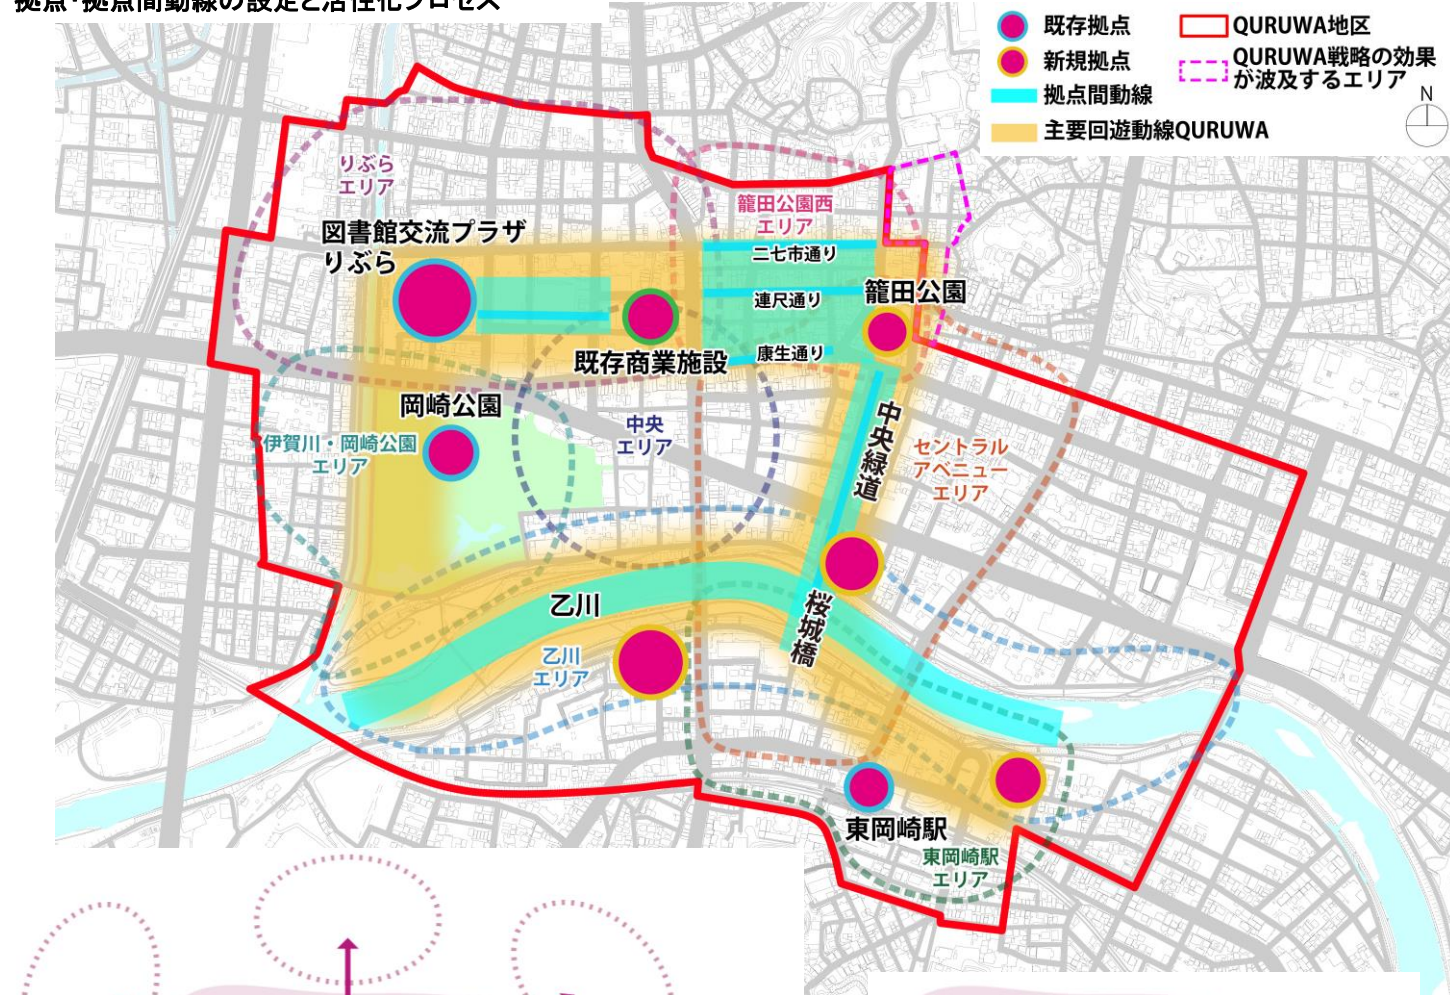 拠点・拠点間動線の設定と活性化プロセス
既存拠点
新規拠点
拠点間動線
主要回遊動線QURUWA
QURUWA地区
QURUWA戦略の効果
が波及するエリア
N
りぶら
エリア
図書館交流プラザ
りぶら
籠田公園西
エリア
二七市通り
連尺通り
康生通り
籠田公園
既存商業施設
岡崎公園
伊賀川・岡崎公園
エリア
中央
エリア
中央緑道
セントラル
アベニュー
エリア
乙川
乙川
エリア
桜城橋
東岡崎駅
東岡崎駅
エリア